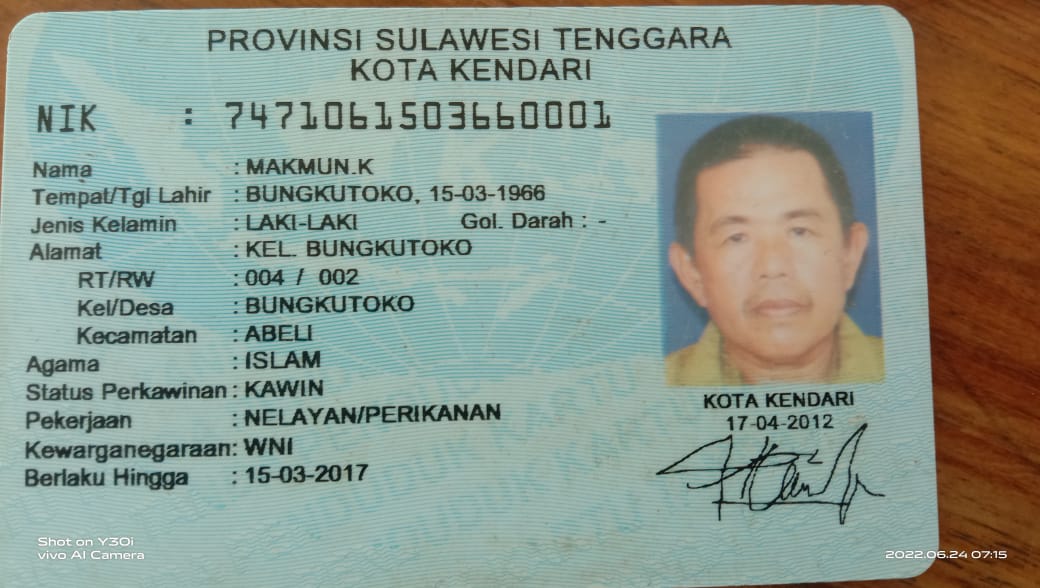 PROVINSI SULAWESI TENGGARA
KOTA KENDARI
NIK : 7471061503660001
Nama : MAKMUN.K
Tempat/Tgl Lahir : BUNGKUTOKO, 15-03-1966
Jenis Kelamin : LAKI-LAKI Gol. Darah : -
Alamat : KEL. BUNGKUTOKO
RT/RW : 004 / 002
Kel/Desa : BUNGKUTOKO
Kecamatan : ABELI
Agama : ISLAM
Status Perkawinan : KAWIN
Pekerjaan : NELAYAN/PERIKANAN
Kewarganegaraan: WNI
Berlaku Hingga : 15-03-2017
KOTA KENDARI
17-04-2012
Shot on Y30i
vivo AI Camera
2022.06.24 07:15